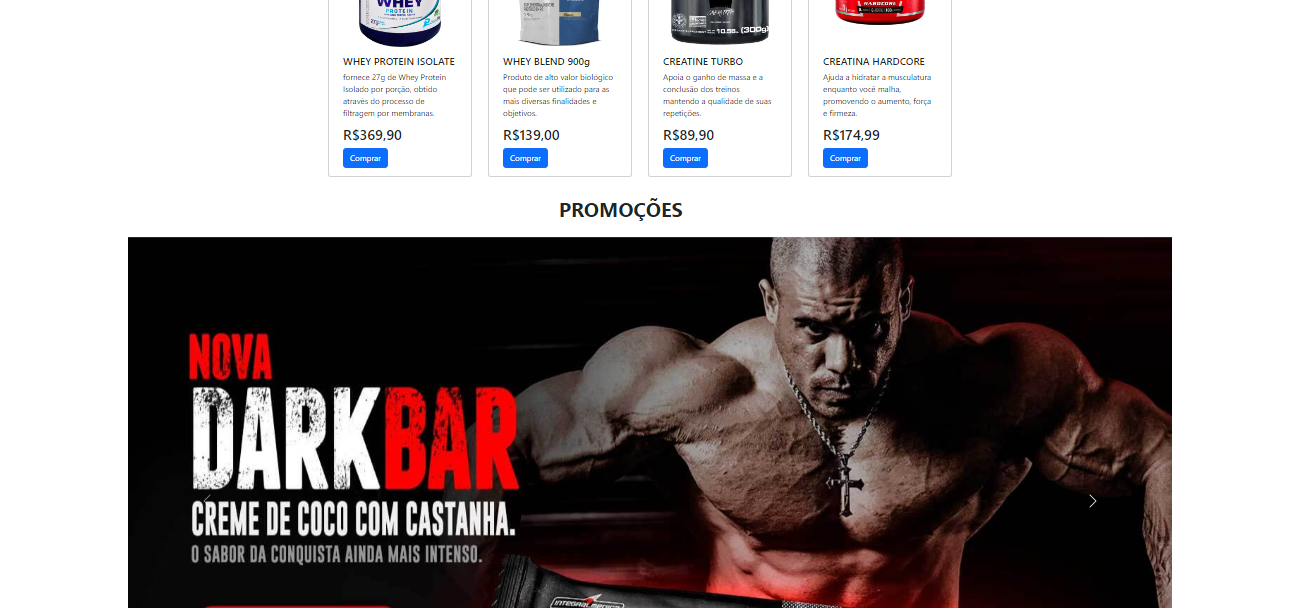 WHEY
PROTEIN
27g
HARDCORE
10.58. (300g)
WHEY PROTEIN ISOLATE
fornece 27g de Whey Protein
Isolado por porção, obtido
através do processo de
filtragem por membranas.
R$369,90
Comprar
WHEY BLEND 900g
Produto de alto valor biológico
que pode ser utilizado para as
mais diversas finalidades e
objetivos.
R$139,00
Comprar
CREATINE TURBO
Apoia o ganho de massa e a
conclusão dos treinos
mantendo a qualidade de suas
repetições.
R$89,90
Comprar
CREATINA HARDCORE
Ajuda a hidratar a musculatura
enquanto você malha,
promovendo o aumento, força
e firmeza.
R$174,99
Comprar
PROMOÇÕES
NOVA
DARKBAR
CREME DE COCO COM CASTANHA.
O SABOR DA CONQUISTA AINDA MAIS INTENSO.
INTEGRALMEDICA